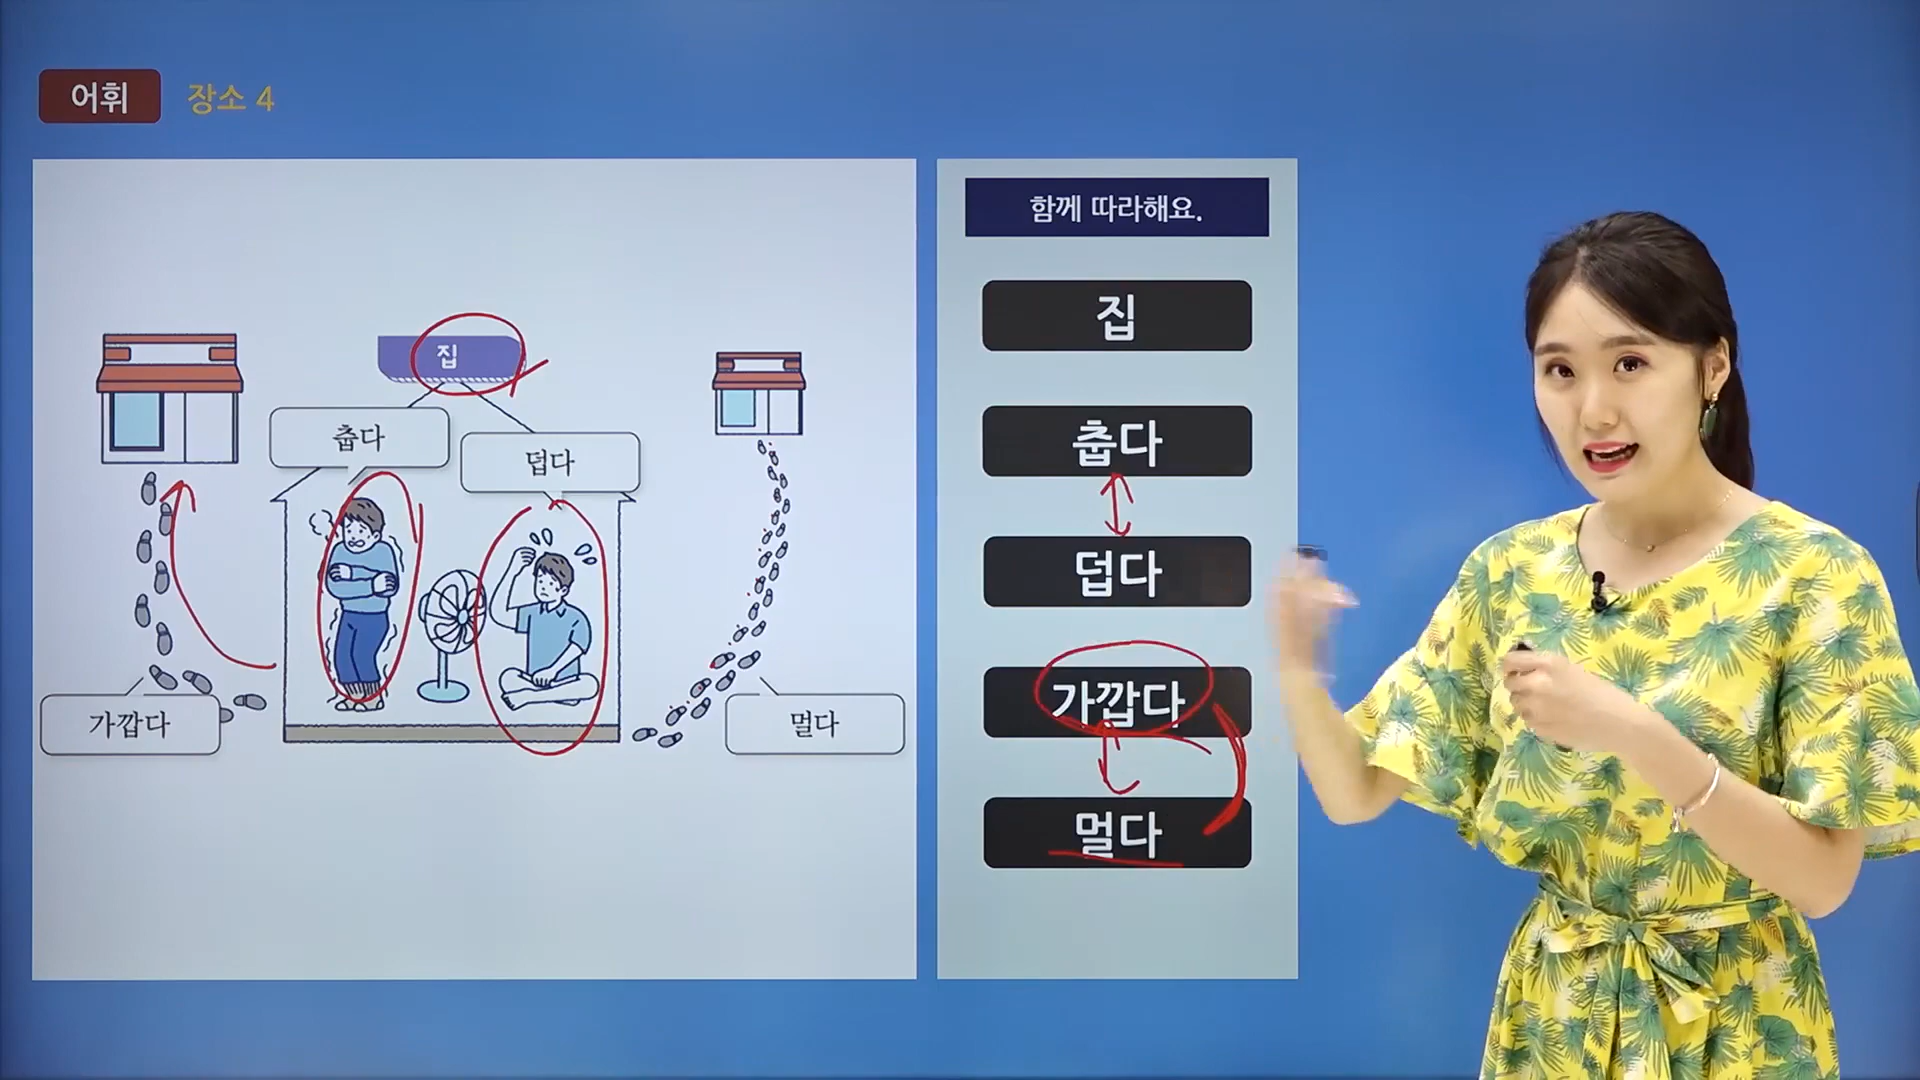 어휘 장소 4
집
춥다
덥다
가깝다
멀다
함께 따라해요.
집
춥다
덥다
가깝다
멀다